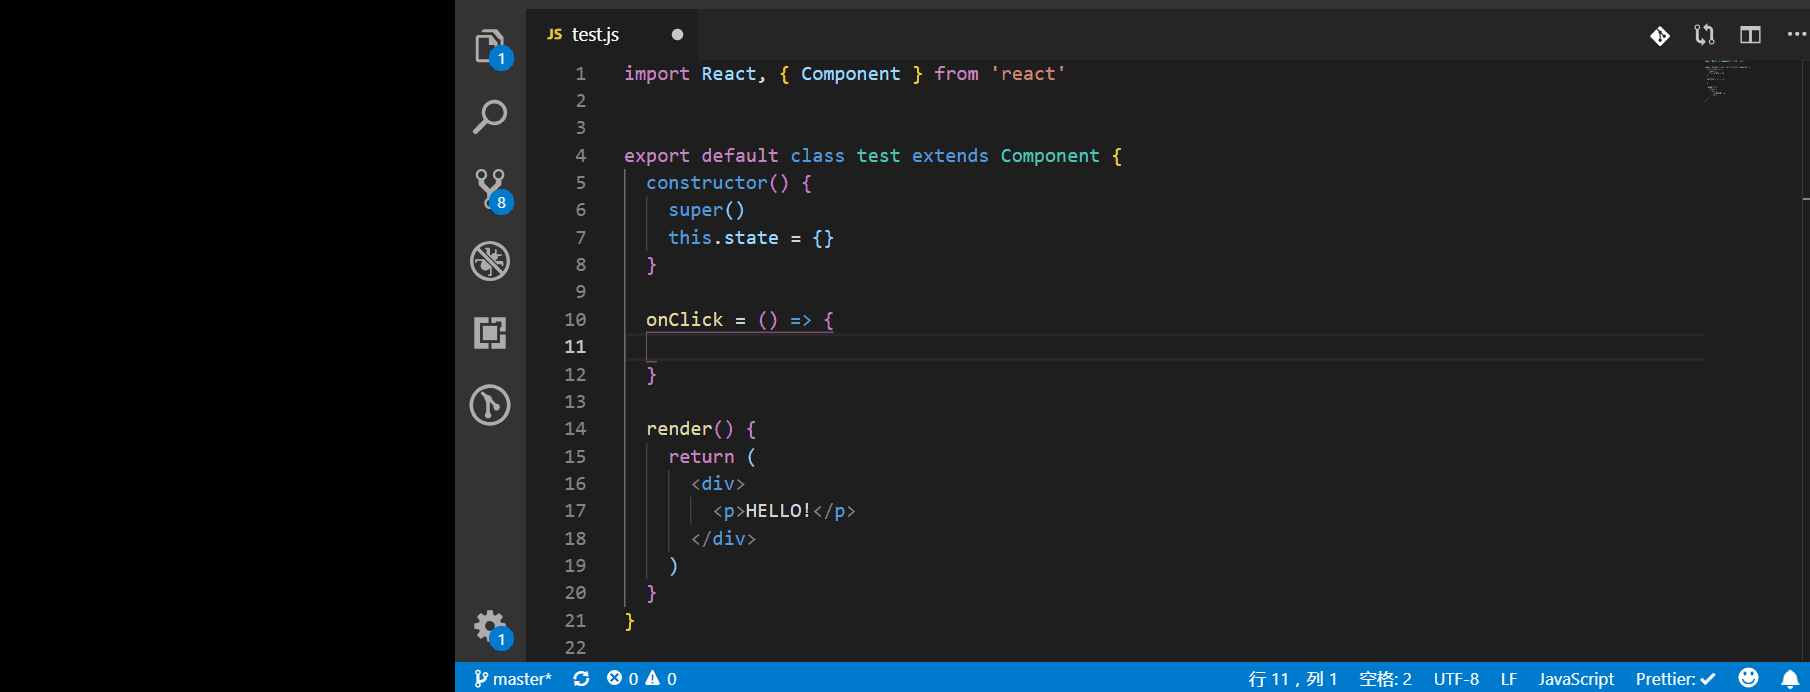 1
JS test.js
1 import React, { Component } from 'react'
2
3
4 export default class test extends Component {
5 constructor() {
6 super()
7 this.state = {}
8 }
9
10 onClick = () => {
11
12 }
13
14 render() {
15 return (
16 <div>
17 <p>HELLO!</p>
18 </div>
19 )
20 }
21 }
22
8
1
master* 0 0 行 11，列 1 空格: 2 UTF-8 LF JavaScript Prettier: ✓